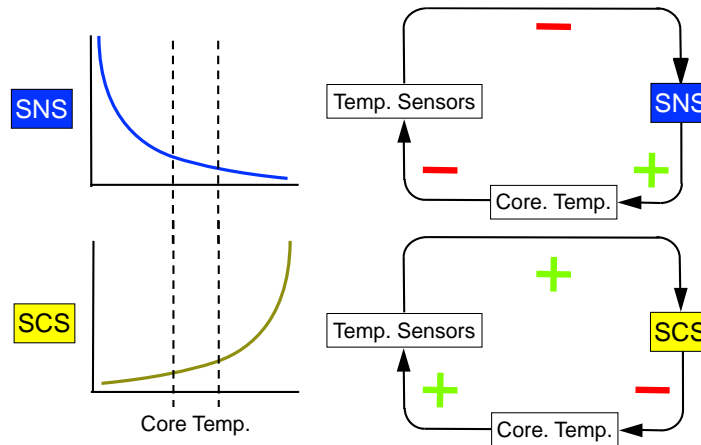 SNS
Temp. Sensors
SNS
Core. Temp.
SCS
Temp. Sensors
SCS
Core. Temp.
Core Temp.